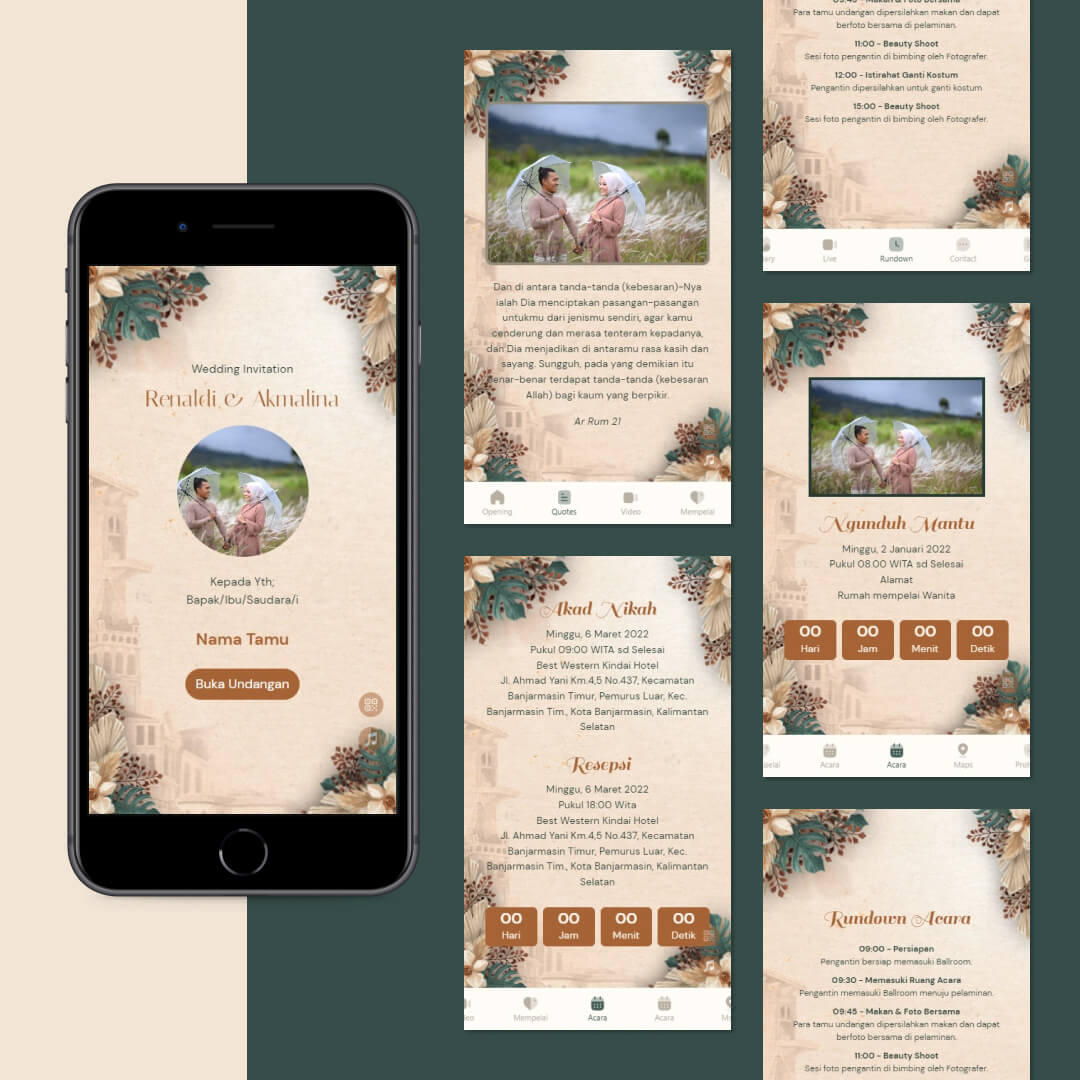 Wedding Invitation
Renaldi & Akmalina
Kepada Yth;
Bapak/Ibu/Saudara/i
Nama Tamu
Buka Undangan
Dan di antara tanda-tanda (kebesaran)-Nya
ialah Dia menciptakan pasangan-pasangan
untukmu dari jenismu sendiri, agar kamu
cenderung dan merasa tenteram kepadanya,
dan Dia menjadikan di antaramu rasa kasih dan
sayang. Sungguh, pada yang demikian itu
benar-benar terdapat tanda-tanda (kebesaran
Allah) bagi kaum yang berpikir.
Ar Rum 21
Opening Quotes Video Mempelai
Akad Nikah
Minggu, 6 Maret 2022
Pukul 09:00 WITA sd Selesai
Best Western Kindai Hotel
Jl. Ahmad Yani Km.4,5 No.437, Kecamatan
Banjarmasin Timur, Pemurus Luar, Kec.
Banjarmasin Tim., Kota Banjarmasin, Kalimantan
Selatan
Resepsi
Minggu, 6 Maret 2022
Pukul 18:00 Wita
Best Western Kindai Hotel
Jl. Ahmad Yani Km.4,5 No.437, Kecamatan
Banjarmasin Timur, Pemurus Luar, Kec.
Banjarmasin Tim., Kota Banjarmasin, Kalimantan
Selatan
00 00 00 00
Hari Jam Menit Detik
Mempelai Acara Acara
09:45 - Makan & Foto Bersama
Para tamu undangan dipersilahkan makan dan dapat
berfoto bersama di pelaminan.
11:00 - Beauty Shoot
Sesi foto pengantin di bimbing oleh Fotografer.
12:00 - Istirahat Ganti Kostum
Pengantin dipersilahkan untuk ganti kostum
15:00 - Beauty Shoot
Sesi foto pengantin di bimbing oleh Fotografer.
Live Rundown Contact
Ngunduh Mantu
Minggu, 2 Januari 2022
Pukul 08.00 WITA sd Selesai
Alamat
Rumah mempelai Wanita
00 00 00 00
Hari Jam Menit Detik
Acara Acara Maps
Rundown Acara
09:00 - Persiapan
Pengantin bersiap memasuki Ballroom.
09:30 - Memasuki Ruang Acara
Pengantin memasuki Ballroom menuju pelaminan.
09:45 - Makan & Foto Bersama
Para tamu undangan dipersilahkan makan dan dapat
berfoto bersama di pelaminan.
11:00 - Beauty Shoot
Sesi foto pengantin di bimbing oleh Fotografer.